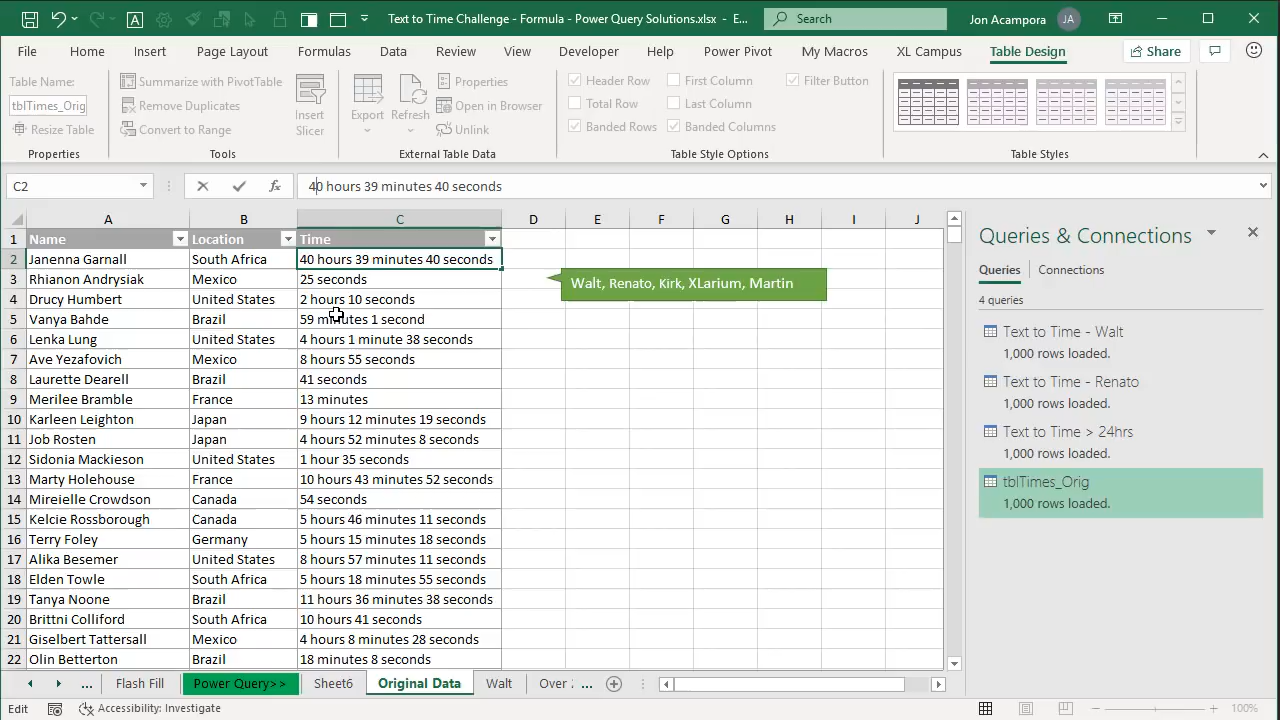 Text to Time Challenge - Formula - Power Query Solutions.xlsx - E...
Search
Jon Acampora
JA
File Home Insert Page Layout Formulas Data Review View Developer Help Power Pivot My Macros XL Campus Table Design
Share
Table Name:
tblTimes_Orig
Resize Table
Properties
Summarize with PivotTable
Remove Duplicates
Convert to Range
Insert Slicer
Tools
Export
Refresh
Properties
Open in Browser
Unlink
External Table Data
Header Row First Column Filter Button
Total Row Last Column
Banded Rows Banded Columns
Table Style Options
Table Styles
C2
fx
40 hours 39 minutes 40 seconds
A B C D E F G H I J
1 Name Location Time
2 Janenna Garnall South Africa 40 hours 39 minutes 40 seconds
3 Rhianon Andrysiak Mexico 25 seconds
4 Drucy Humbert United States 2 hours 10 seconds
5 Vanya Bahde Brazil 59 minutes 1 second
6 Lenka Lung United States 4 hours 1 minute 38 seconds
7 Ave Yezafovich Mexico 8 hours 55 seconds
8 Laurette Dearell Brazil 41 seconds
9 Merilee Bramble France 13 minutes
10 Karleen Leighton Japan 9 hours 12 minutes 19 seconds
11 Job Rosten Japan 4 hours 52 minutes 8 seconds
12 Sidonia Mackieson United States 1 hour 35 seconds
13 Marty Holehouse France 10 hours 43 minutes 52 seconds
14 Mireielle Crowdson Canada 54 seconds
15 Kelcie Rossborough Canada 5 hours 46 minutes 11 seconds
16 Terry Foley Germany 5 hours 15 minutes 18 seconds
17 Alika Besemer United States 8 hours 57 minutes 11 seconds
18 Elden Towle South Africa 5 hours 18 minutes 55 seconds
19 Tanya Noone Brazil 11 hours 36 minutes 38 seconds
20 Brittni Colliford South Africa 10 hours 41 seconds
21 Giselbert Tattersall Mexico 4 hours 8 minutes 28 seconds
22 Olin Betterton Brazil 18 minutes 8 seconds
Walt, Renato, Kirk, XLarium, Martin
Queries & Connections
Queries Connections
4 queries
Text to Time - Walt
1,000 rows loaded.
Text to Time - Renato
1,000 rows loaded.
Text to Time > 24hrs
1,000 rows loaded.
tblTimes_Orig
1,000 rows loaded.
... Flash Fill Power Query>> Sheet6 Original Data Walt Over ...
Edit Accessibility: Investigate 100%